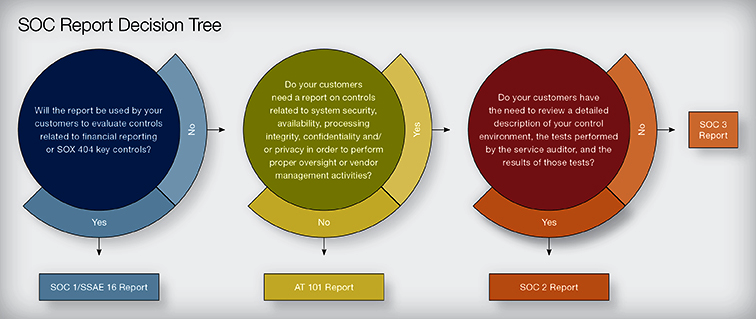 SOC Report Decision Tree
Will the report be used by your
customers to evaluate controls
related to financial reporting
or SOX 404 key controls?
No
Yes
SOC 1/SSAE 16 Report
Do your customers
need a report on controls
related to system security,
availability, processing
integrity, confidentiality and/
or privacy in order to perform
proper oversight or vendor
management activities?
Yes
No
AT 101 Report
Do your customers have
the need to review a detailed
description of your control
environment, the tests performed
by the service auditor, and the
results of those tests?
No
Yes
SOC 2 Report
SOC 3
Report